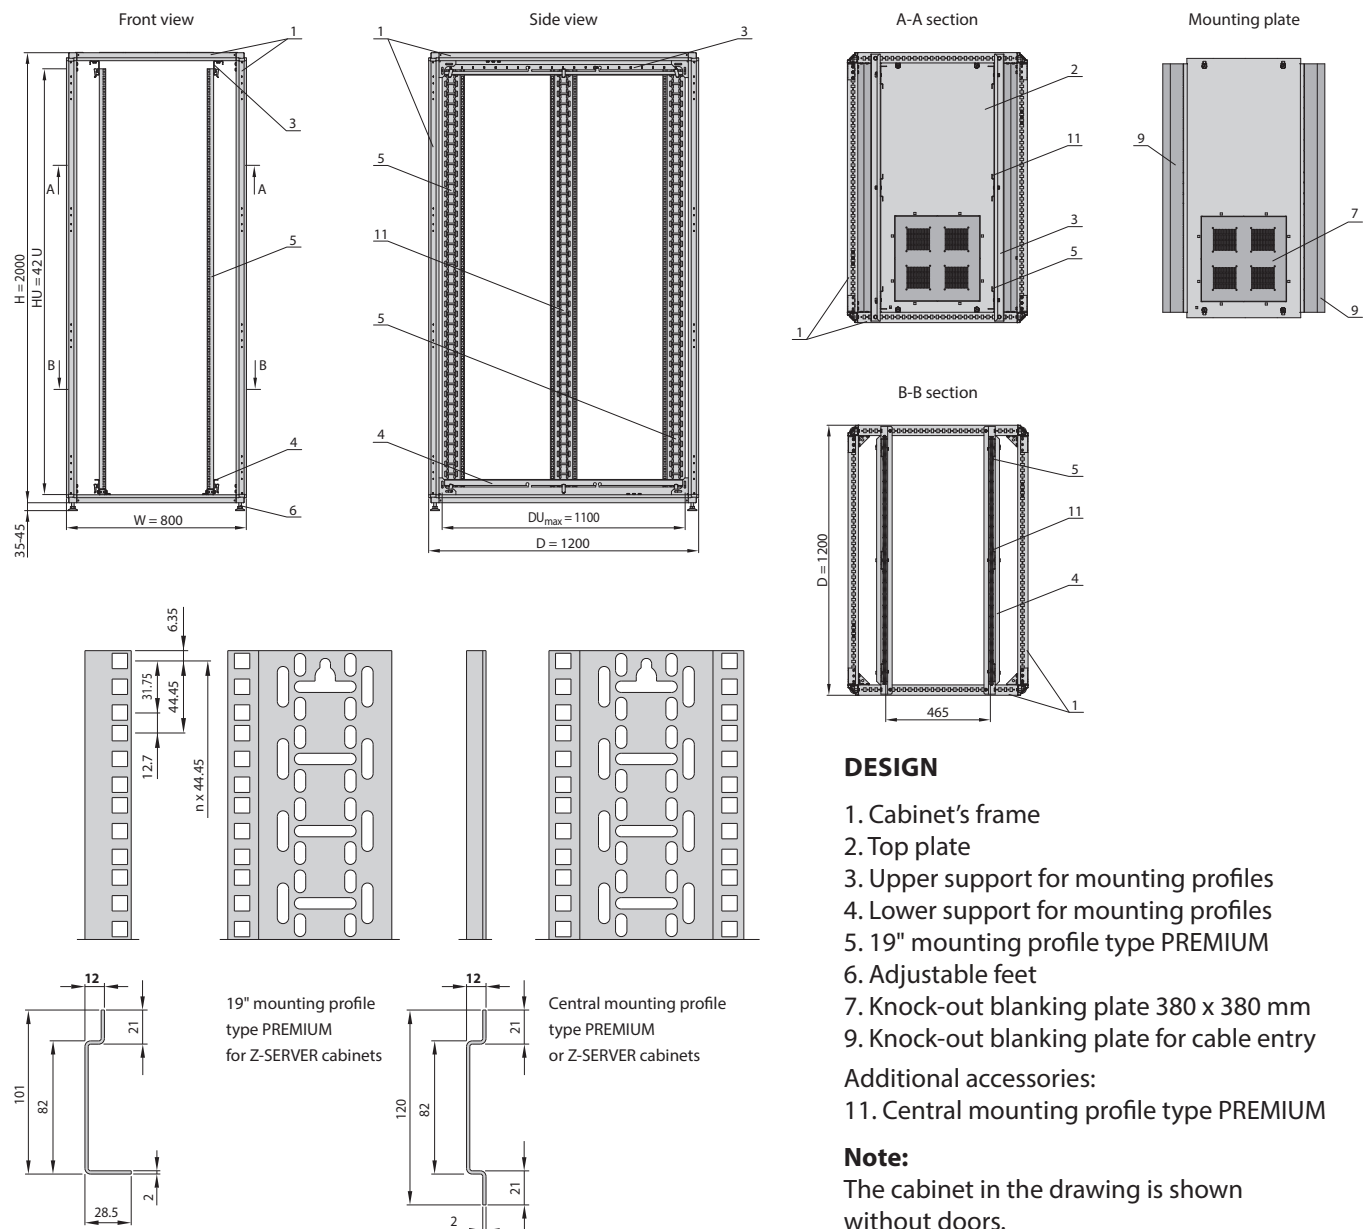 Front view
Side view
A-A section
Mounting plate
1
1
3
2
3
5
11
9
A
A
5
11
3
7
5
5
H = 2000
HU = 42 U
1
9
B
B
B-B section
4
4
5
6
11
W = 800
DUmax = 1100
D = 1200
35-45
D = 1200
4
1
465
6.35
31.75
44.45
12.7
n x 44.45
12
21
101
82
2
28.5
19" mounting profile
type PREMIUM
for Z-SERVER cabinets
12
21
120
82
21
2
Central mounting profile
type PREMIUM
or Z-SERVER cabinets
DESIGN
1. Cabinet's frame
2. Top plate
3. Upper support for mounting profiles
4. Lower support for mounting profiles
5. 19" mounting profile type PREMIUM
6. Adjustable feet
7. Knock-out blanking plate 380 x 380 mm
9. Knock-out blanking plate for cable entry
Additional accessories:
11. Central mounting profile type PREMIUM
Note:
The cabinet in the drawing is shown
without doors.